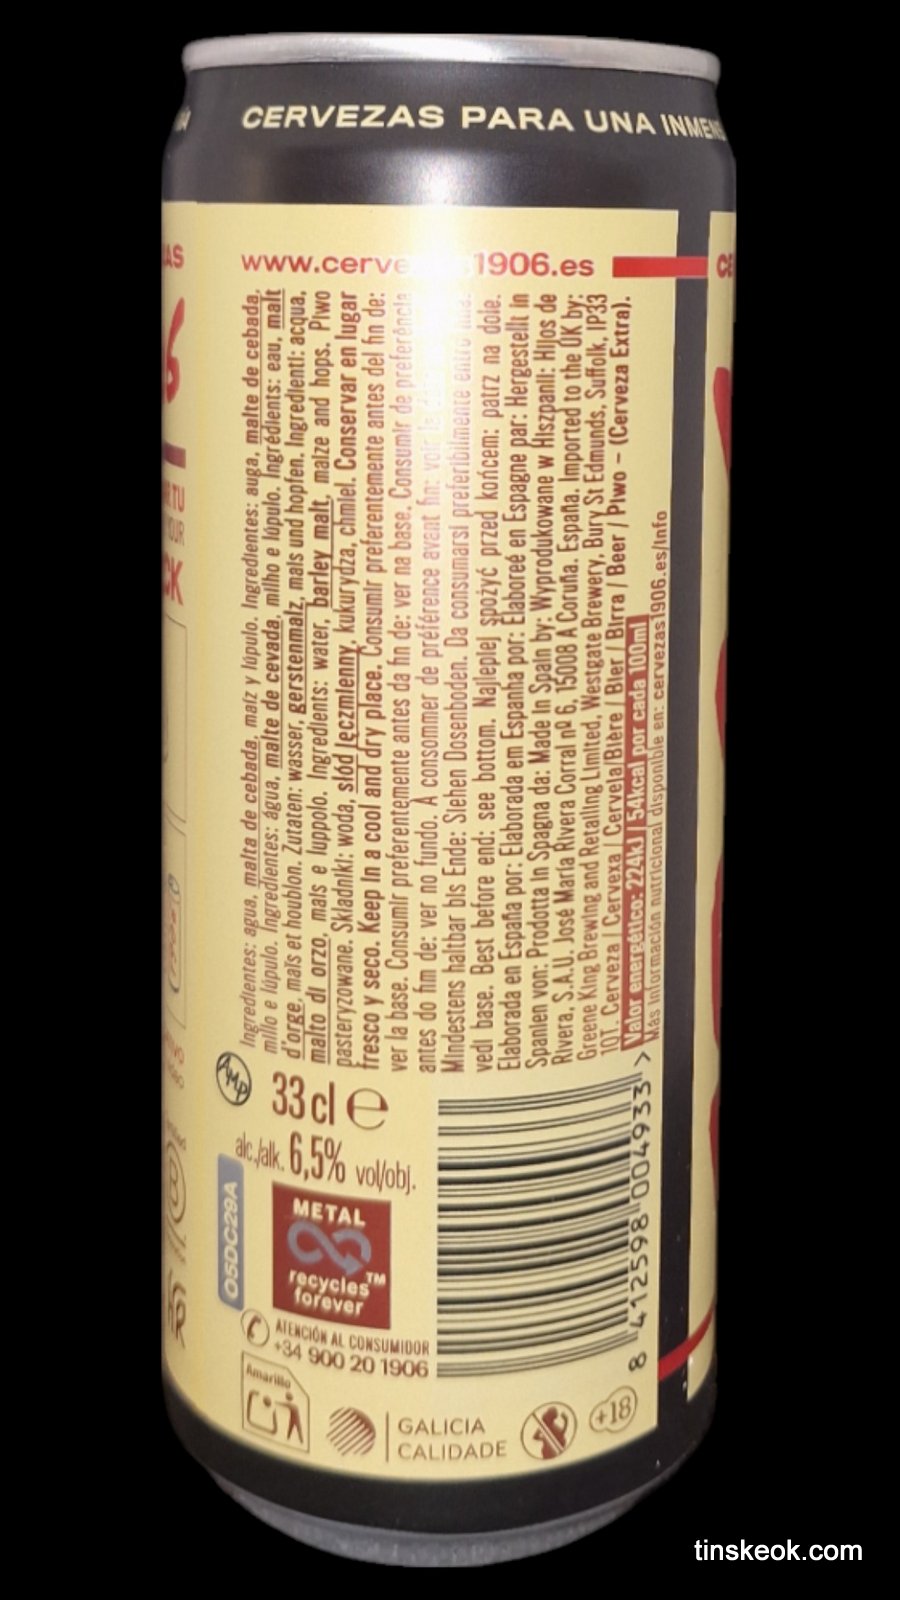 CERVEZAS PARA UNA INMENS
www.cerve 1906.es
Ingredientes: agua, malta de cebada, maíz y lúpulo. Ingredientes: auga, malte de cebada,
millo e lúpulo. Ingredientes: água, malte de cevada, milho e lúpulo. Ingrédients: eau, malt
d'orge, maïs et houblon. Zutaten: wasser, gerstenmalz, mais und hopfen. Ingredienti: acqua,
malto di orzo, mais e luppolo. Ingredients: water, barley malt, maize and hops. Piwo
pasteryzowane. Składniki: woda, słód jęczmienny, kukurydza, chmiel. Conservar en lugar
fresco y seco. Keep in a cool and dry place. Consumir preferentemente antes del fin de:
ver la base. Consumir preferentemente antes da fin de: ver na base. Consumir de preferência
antes do fim de: ver no fundo. À consommer de préférence avant fin: voir
Mindestens haltbar bis Ende: Siehen Dosenboden. Da consumarsi preferibilmente entro
vedi base. Best before end: see bottom. Najlepiej spożyć przed końcem: patrz na dole.
Elaborada en España por: Elaborada em Espanha por: Elaboreé en Espagne par: Hergestellt in
Spanien von: Prodotta in Spagna da: Made in Spain by: Wyprodukowane w Hiszpanii: Hijos de
Rivera, S.A.U. José María Rivera Corral nº 6, 15008 A Coruña, España. Imported to the UK by:
Greene King Brewing and Retailing Limited, Westgate Brewery, Bury St Edmunds, Suffolk, IP33
1QT. Cerveza / Cervexa / Cerveja / Bière / Bier / Birra / Beer / Piwo – (Cerveza Extra).
Valor energético: 224kJ / 54kcal por cada 100ml
Más información nutricional disponible en: cervezas1906.es/info
AMP
33 cl e
alc./alk. 6,5% vol/obj.
05DC29A
METAL
recycles™
forever
ATENCIÓN AL CONSUMIDOR
+34 900 20 1906
8 412598 004933 >
Amarillo
GALICIA
CALIDADE
+18
tinskeok.com